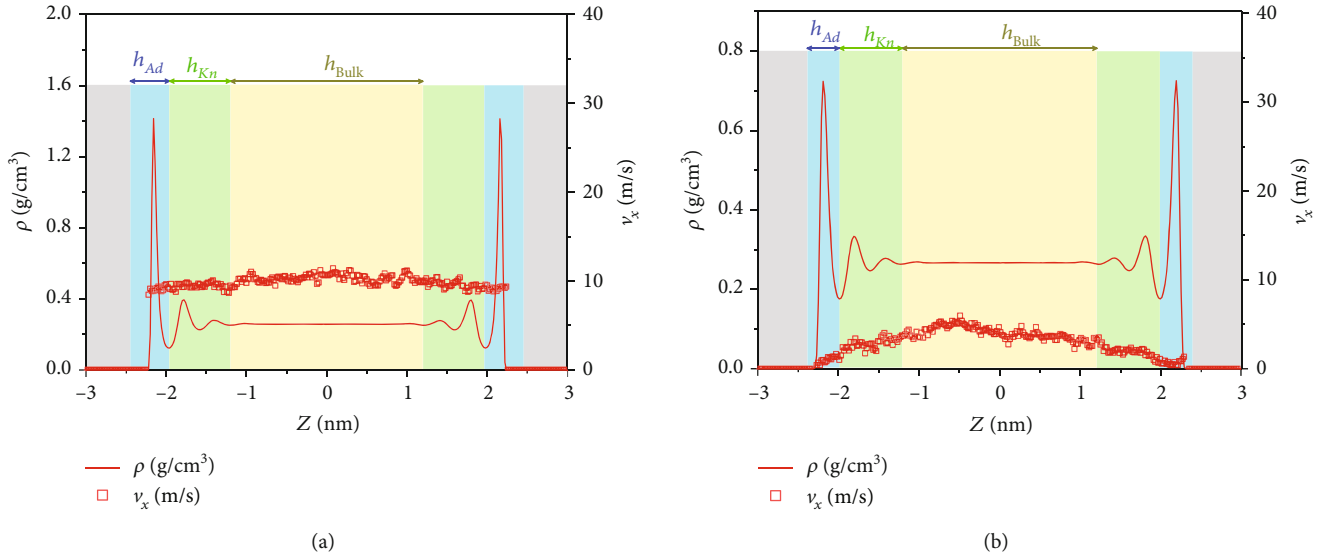 h_Ad h_Kn h_Bulk
2.0
1.6
1.2
0.8
0.4
0.0
ρ (g/cm³)
40
30
20
10
0
v_x (m/s)
–3 –2 –1 0 1 2 3
Z (nm)
ρ (g/cm³)
v_x (m/s)
(a)
h_Ad h_Kn h_Bulk
0.8
0.6
0.4
0.2
0.0
ρ (g/cm³)
40
30
20
10
0
v_x (m/s)
–3 –2 –1 0 1 2 3
Z (nm)
ρ (g/cm³)
v_x (m/s)
(b)